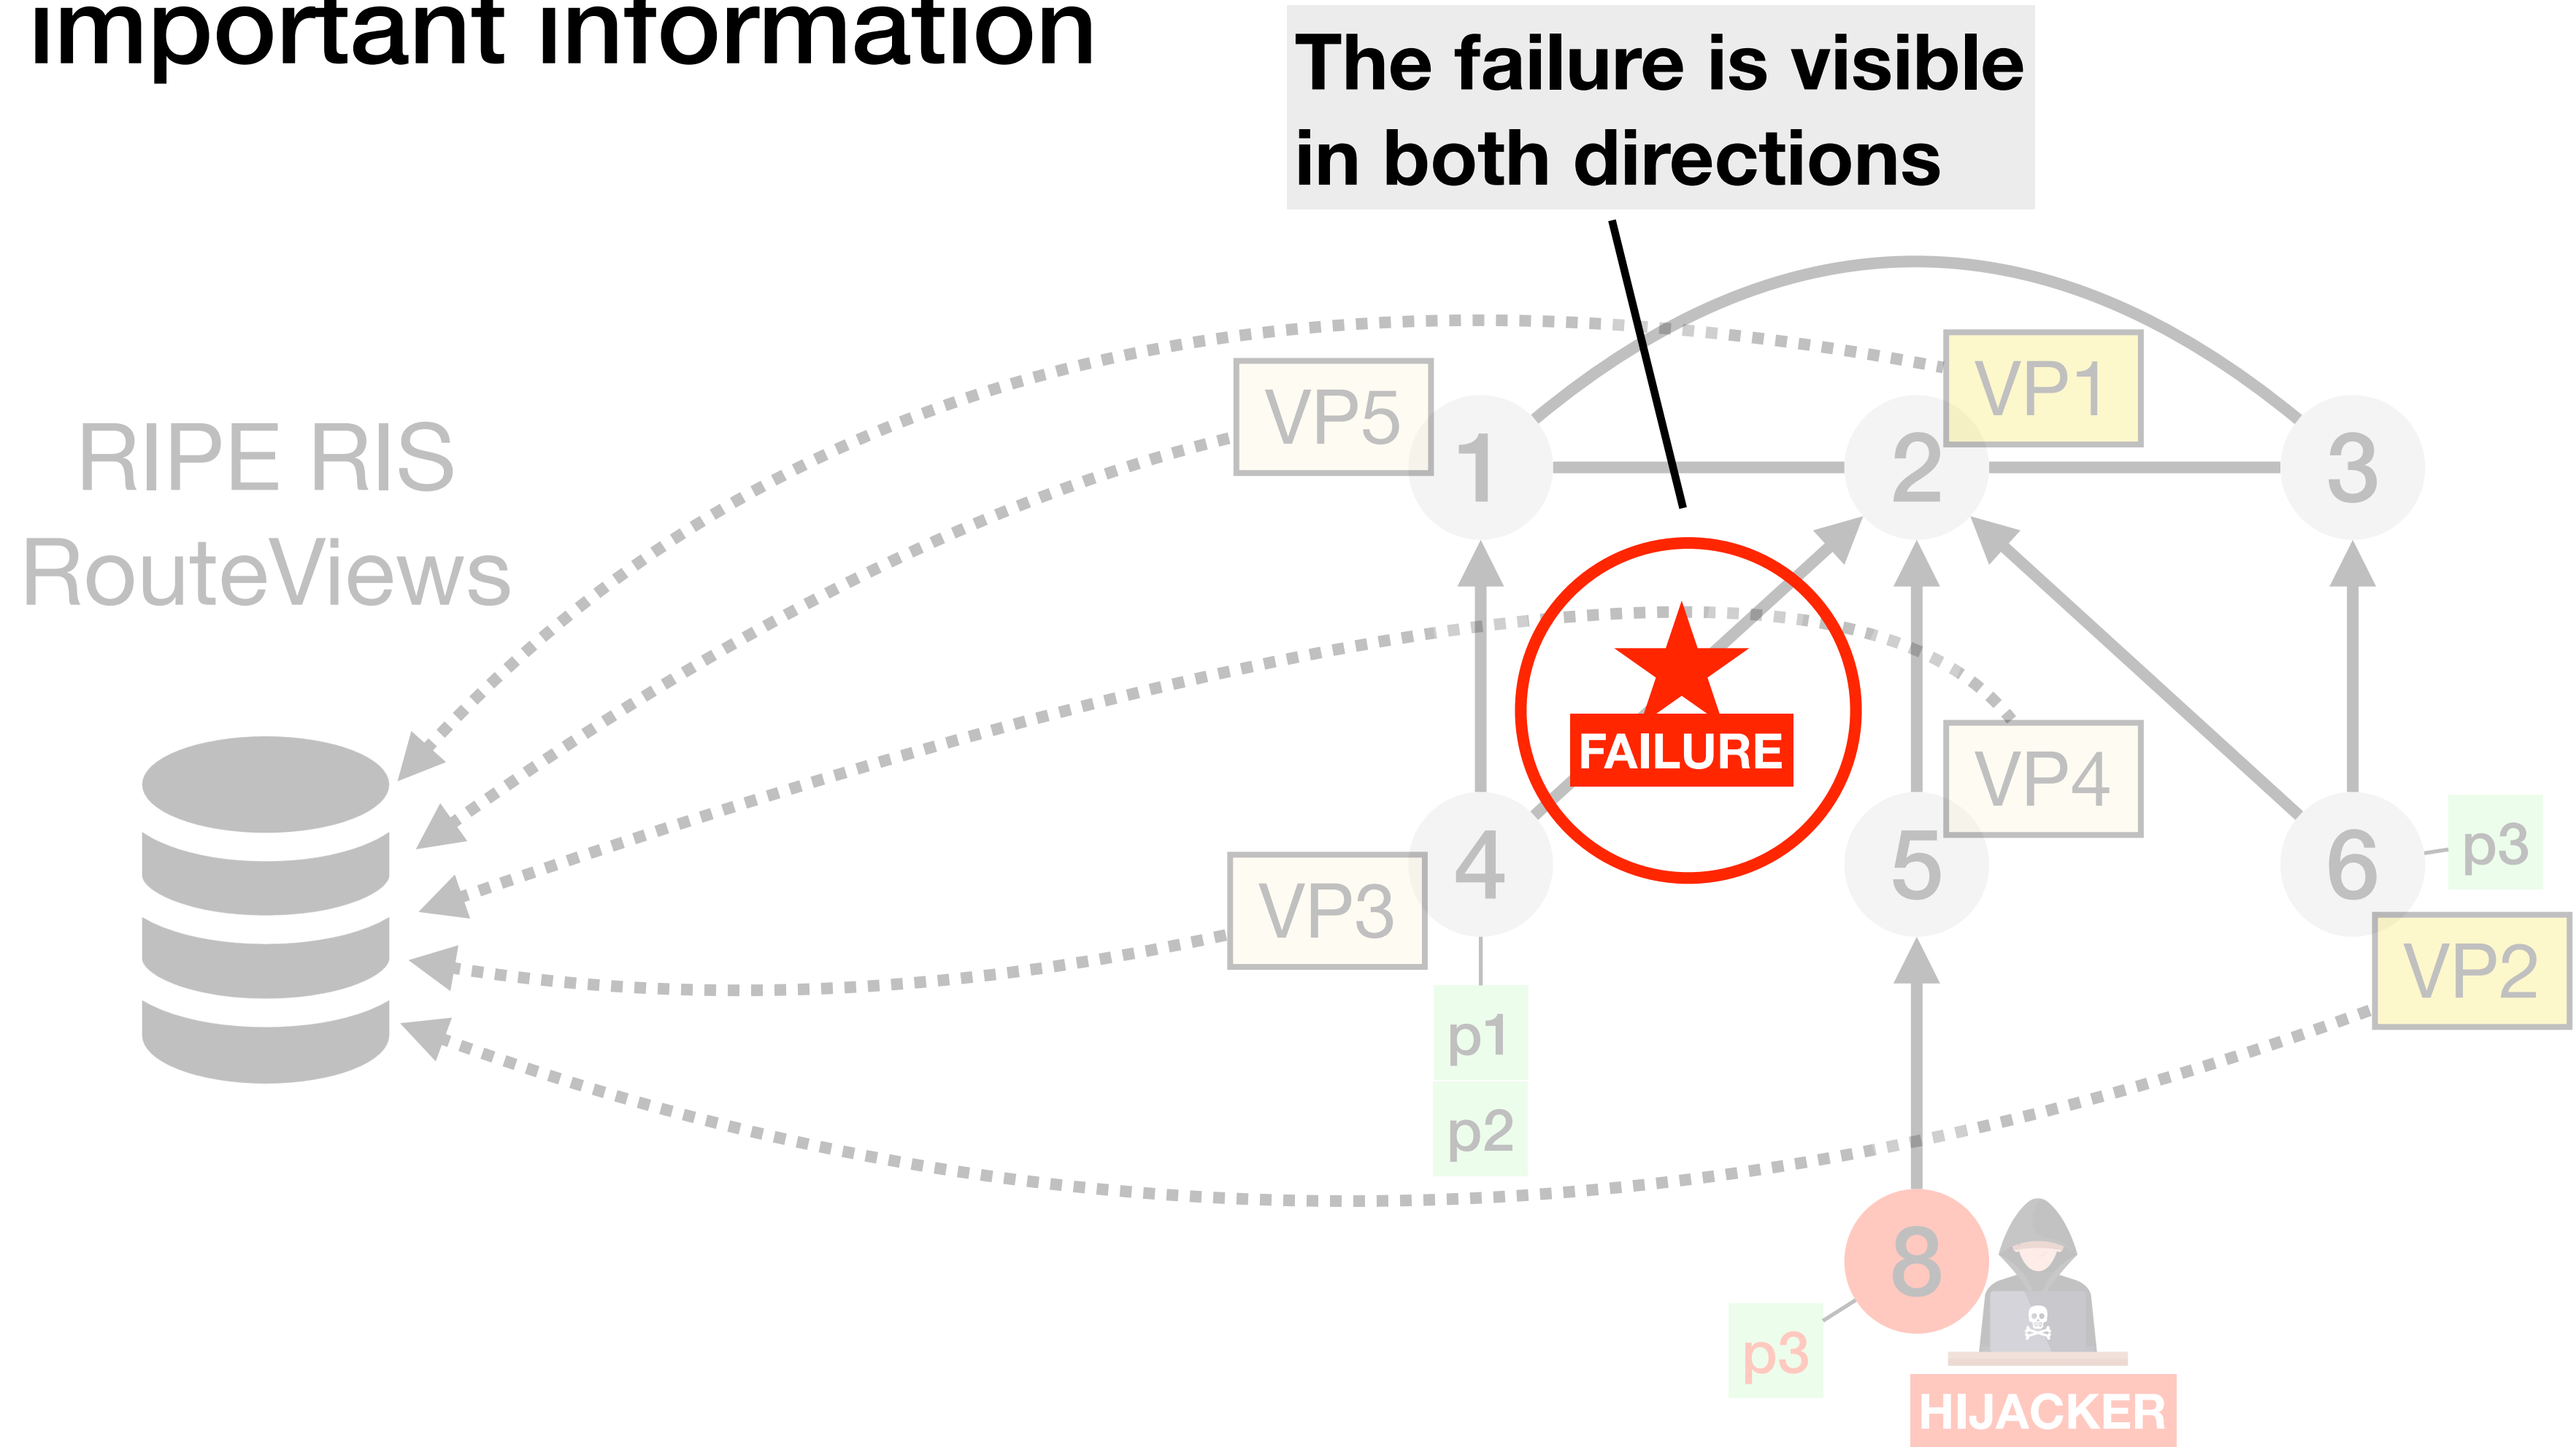 important information
The failure is visible
in both directions
VP1
VP5
1
2
3
RIPE RIS
RouteViews
FAILURE
VP4
4
5
6
p3
VP3
VP2
p1
p2
8
p3
HIJACKER